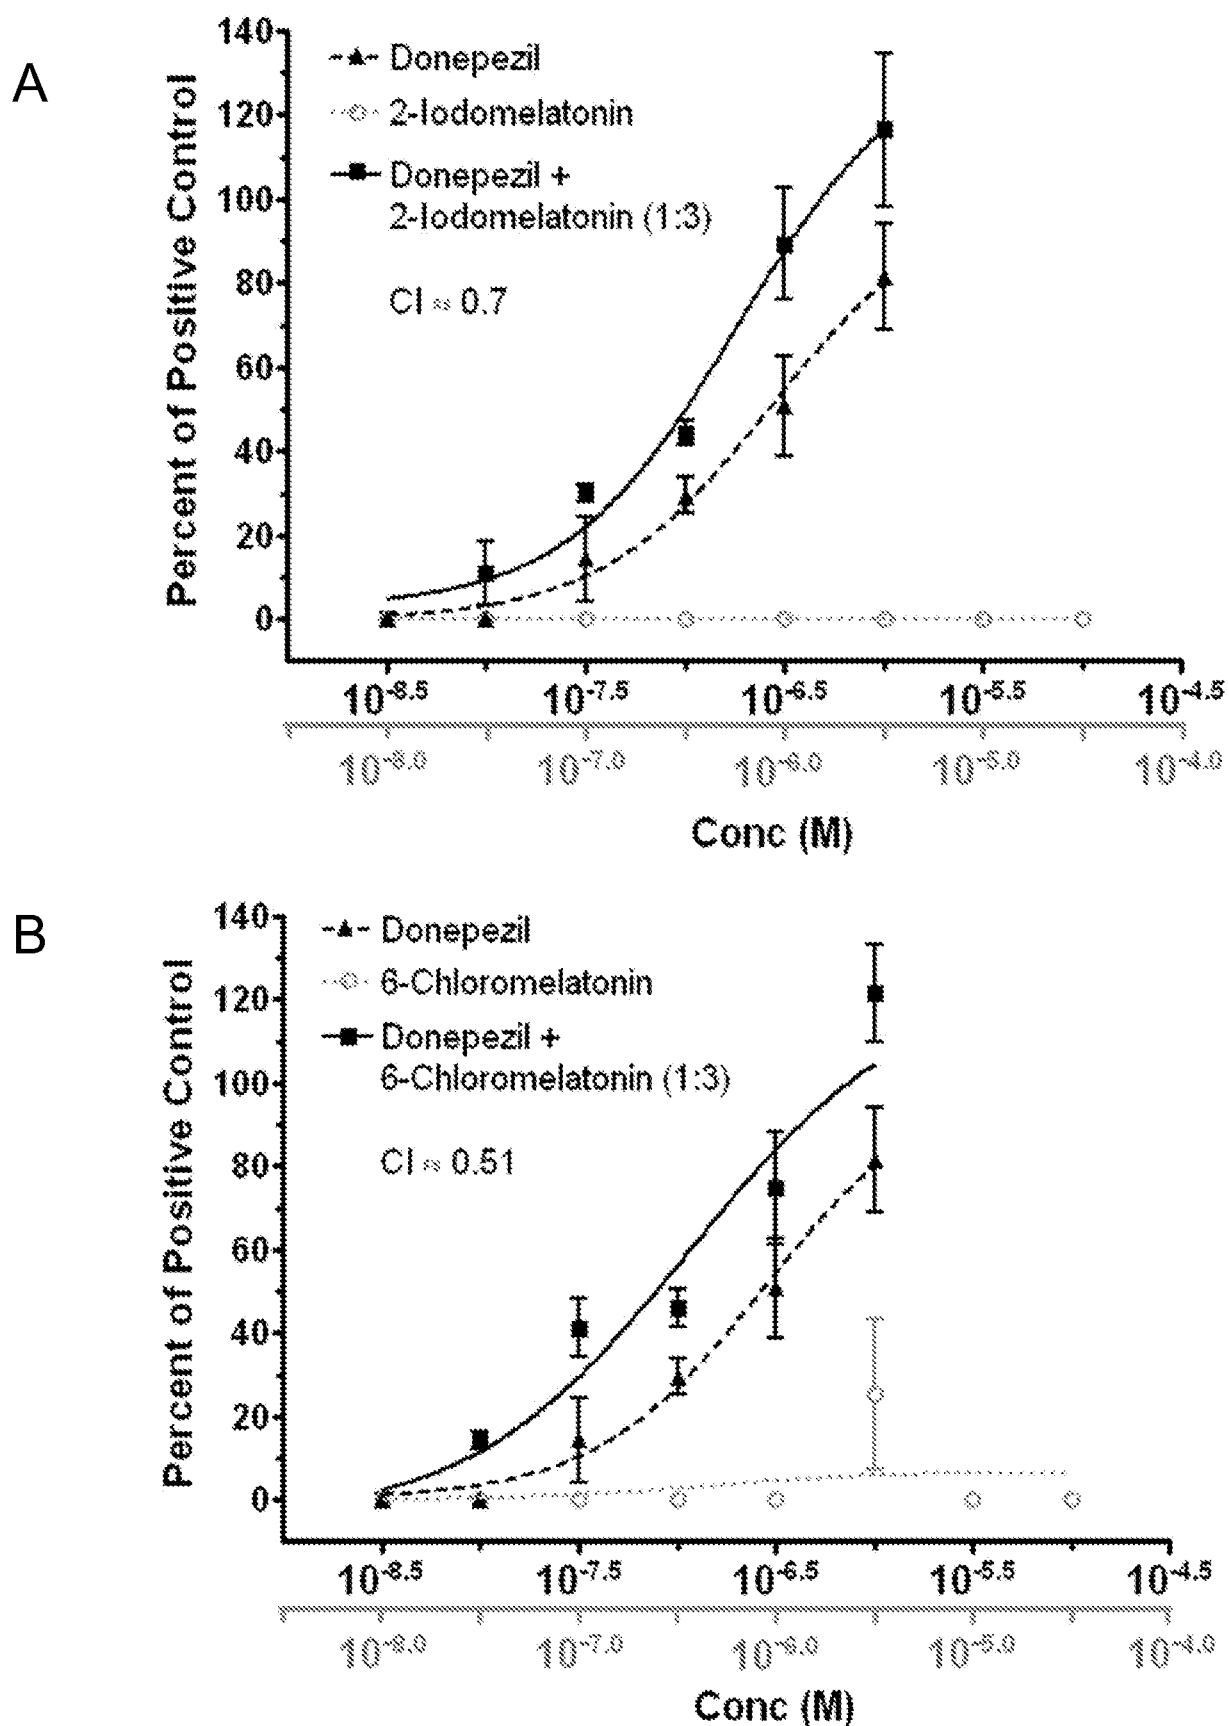 A
Percent of Positive Control
140
120
100
80
60
40
20
0
Donepezil
2-Iodomelatonin
Donepezil +
2-Iodomelatonin (1:3)
CI ≈ 0.7
10-8.5 10-7.5 10-6.5 10-5.5 10-4.5
10-8.0 10-7.0 10-6.0 10-5.0 10-4.0
Conc (M)
B
Percent of Positive Control
140
120
100
80
60
40
20
0
Donepezil
6-Chloromelatonin
Donepezil +
6-Chloromelatonin (1:3)
CI ≈ 0.51
10-8.5 10-7.5 10-6.5 10-5.5 10-4.5
10-8.0 10-7.0 10-6.0 10-5.0 10-4.0
Conc (M)